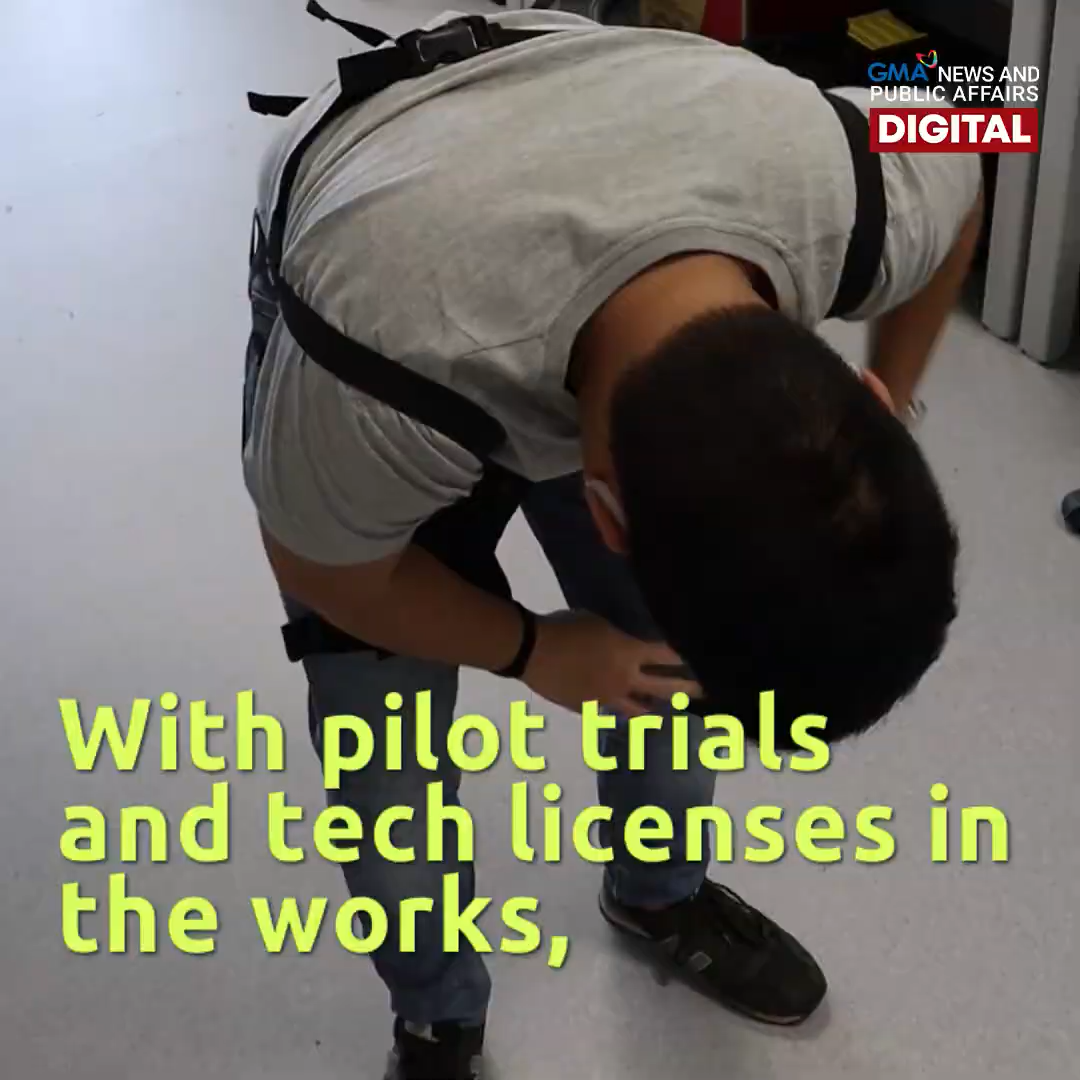 GMA NEWS AND
PUBLIC AFFAIRS
DIGITAL
With pilot trials
and tech licenses in
the works,